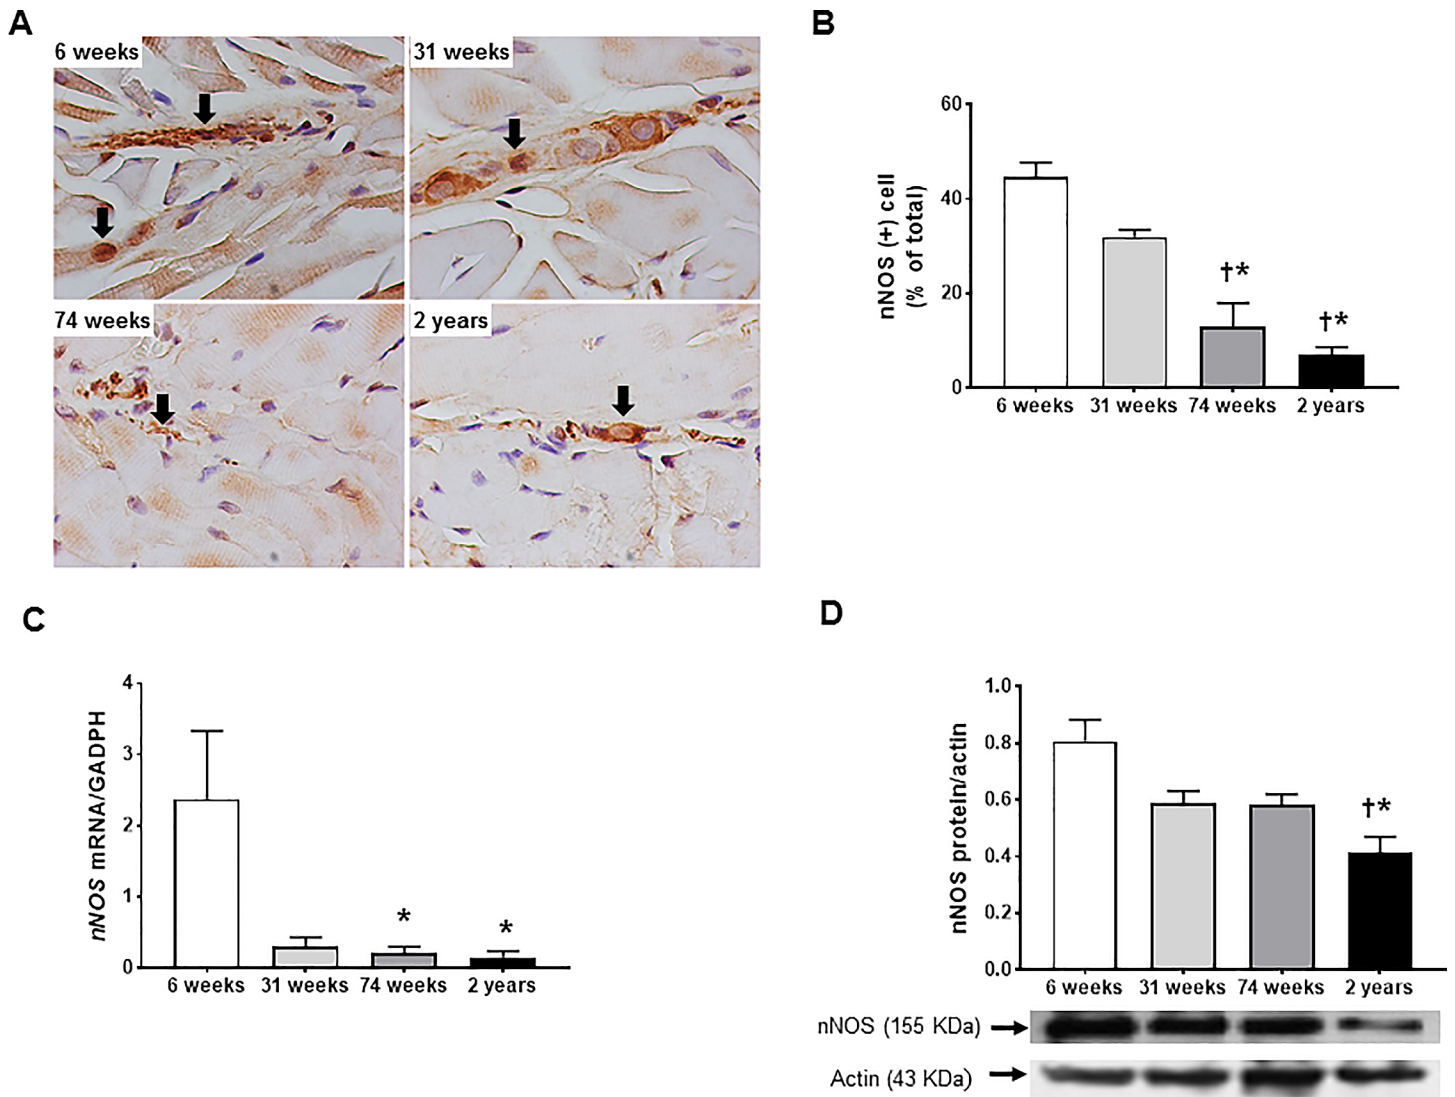 A
6 weeks
31 weeks
74 weeks
2 years
B
nNOS (+) cell
(% of total)
60
40
20
0
†*
†*
6 weeks 31 weeks 74 weeks 2 years
C
nNOS mRNA/GADPH
4
3
2
1
0
*
*
6 weeks 31 weeks 74 weeks 2 years
D
nNOS protein/actin
1.0
0.8
0.6
0.4
0.2
0.0
†*
6 weeks 31 weeks 74 weeks 2 years
nNOS (155 KDa)
Actin (43 KDa)